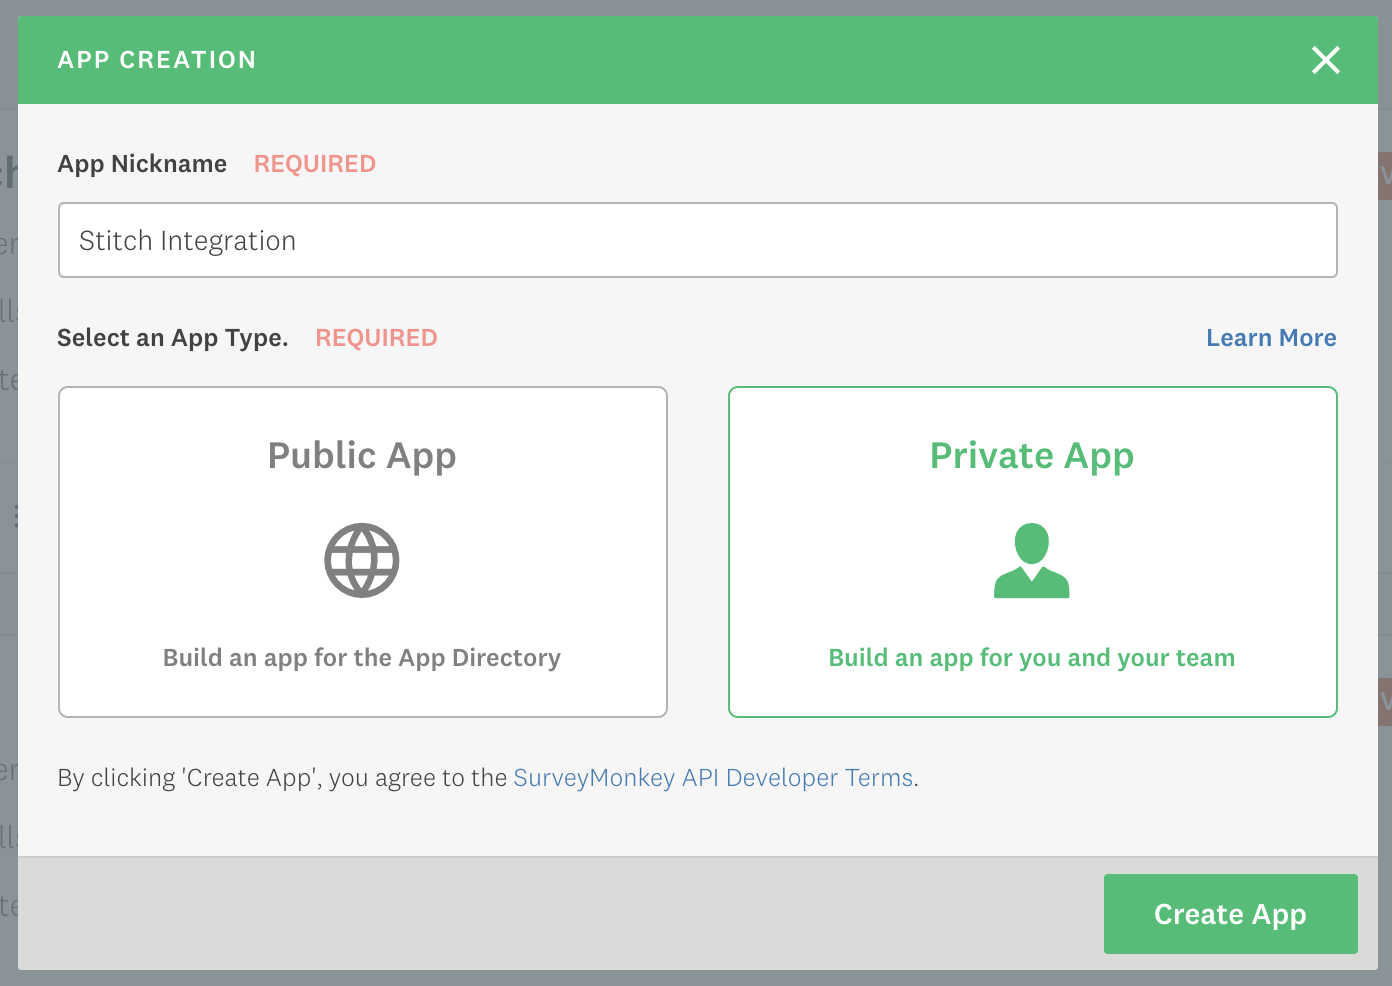 APP CREATION
App Nickname REQUIRED
Stitch Integration
Select an App Type. REQUIRED Learn More
Public App
Build an app for the App Directory
Private App
Build an app for you and your team
By clicking 'Create App', you agree to the SurveyMonkey API Developer Terms.
Create App